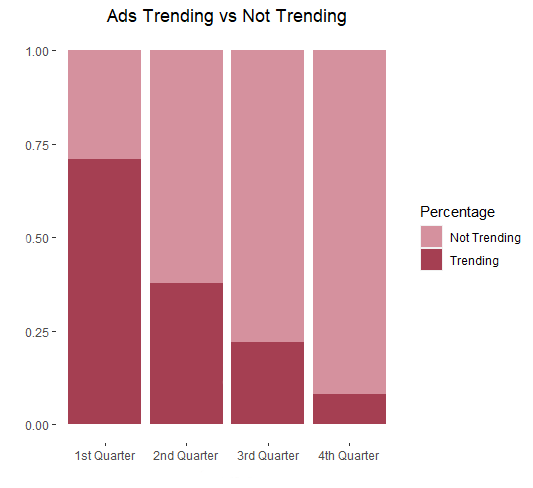 Ads Trending vs Not Trending
1.00
0.75
0.50
0.25
0.00
1st Quarter
2nd Quarter
3rd Quarter
4th Quarter
Percentage
Not Trending
Trending